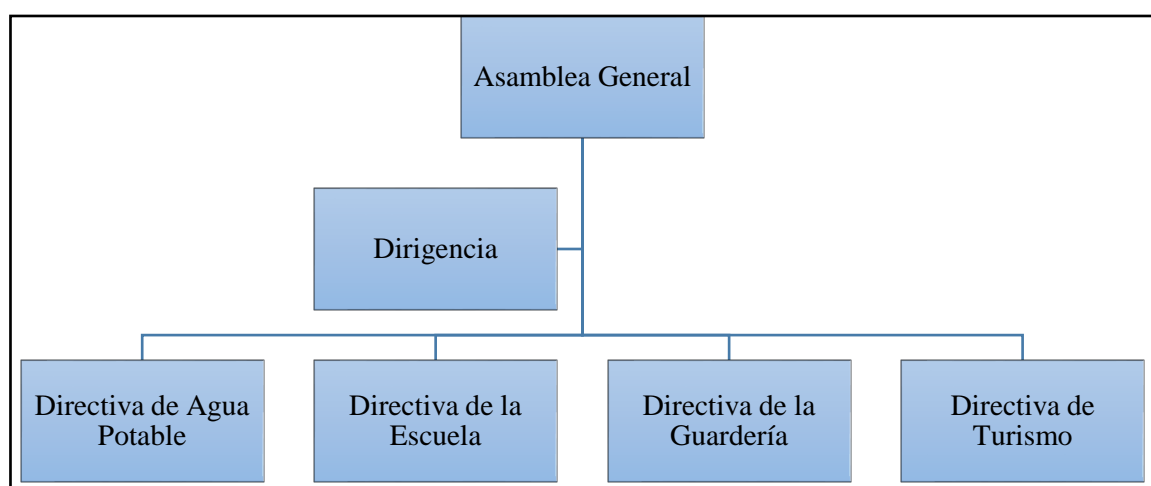 Asamblea General
Dirigencia
Directiva de Agua
Potable
Directiva de la
Escuela
Directiva de la
Guardería
Directiva de
Turismo